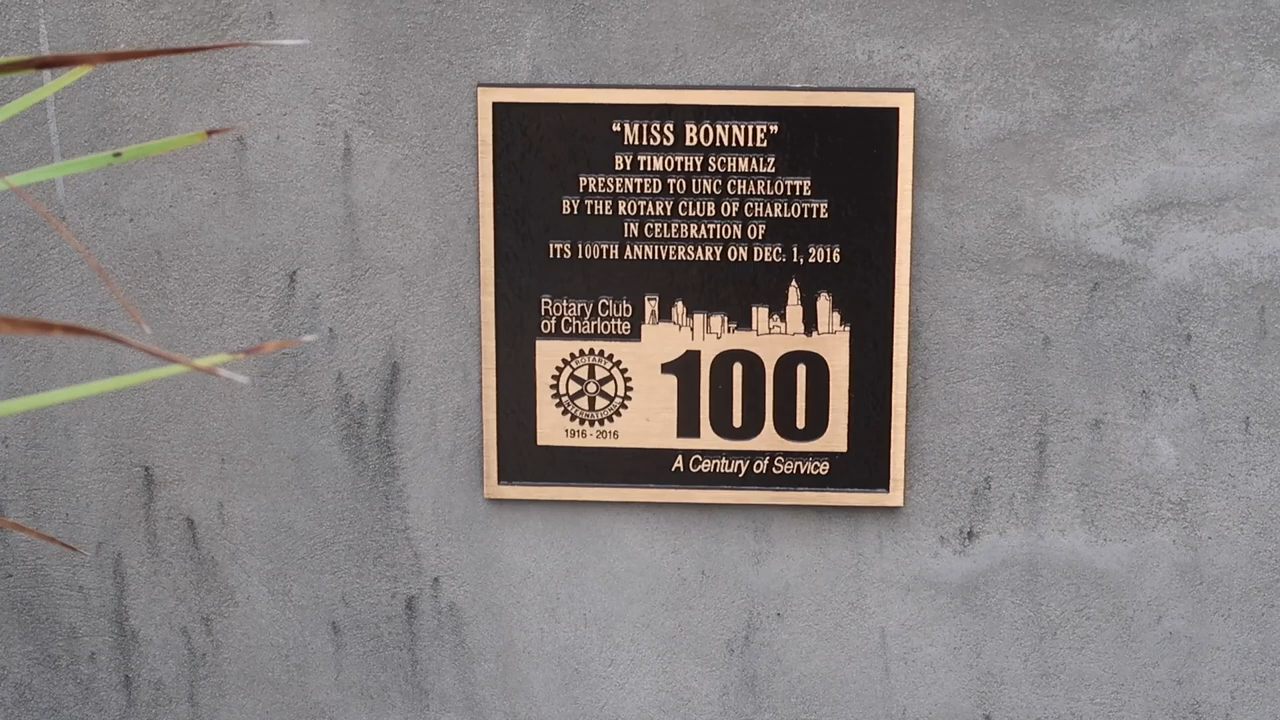 “MISS BONNIE”
BY TIMOTHY SCHMALZ
PRESENTED TO UNC CHARLOTTE
BY THE ROTARY CLUB OF CHARLOTTE
IN CELEBRATION OF
ITS 100TH ANNIVERSARY ON DEC. 1, 2016
Rotary Club
of Charlotte
ROTARY
INTERNATIONAL
1916 - 2016
100
A Century of Service